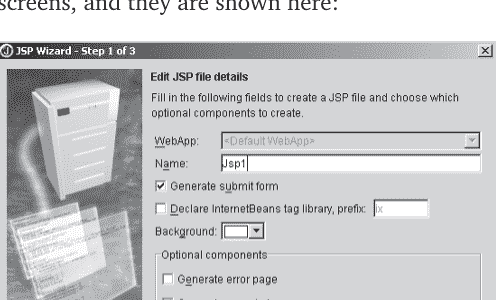 screens, and they are shown here:
JSP Wizard - Step 1 of 3
Edit JSP file details
Fill in the following fields to create a JSP file and choose which
optional components to create.
WebApp: <Default WebApp>
Name: Jsp1
Generate submit form
Declare InternetBeans tag library, prefix: ix
Background:
Optional components
Generate error page